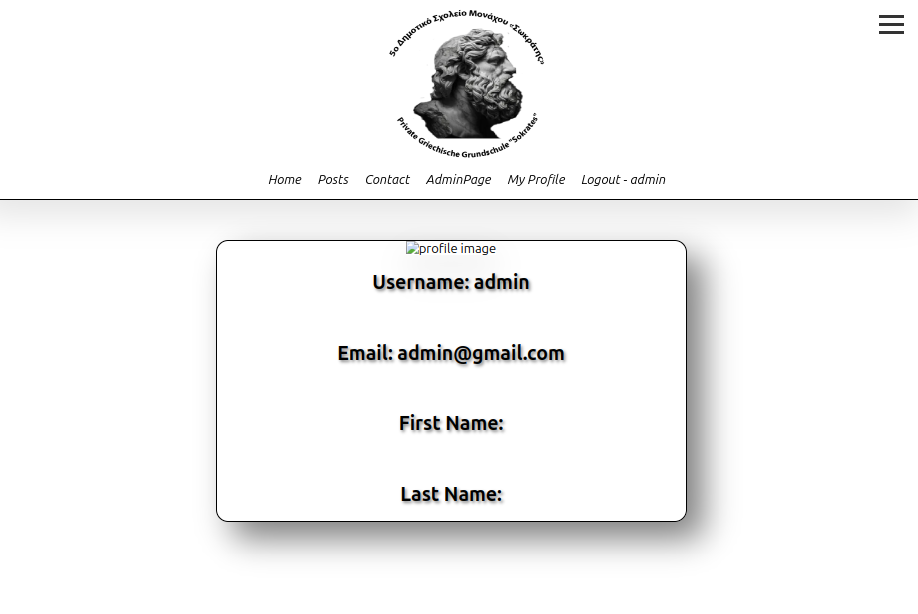 5ο Δημοτικό Σχολείο Μονάχου «Σωκράτης»
Private Griechische Grundschule "Sokrates"
Home Posts Contact AdminPage My Profile Logout - admin
profile image
Username: admin
Email: admin@gmail.com
First Name:
Last Name: